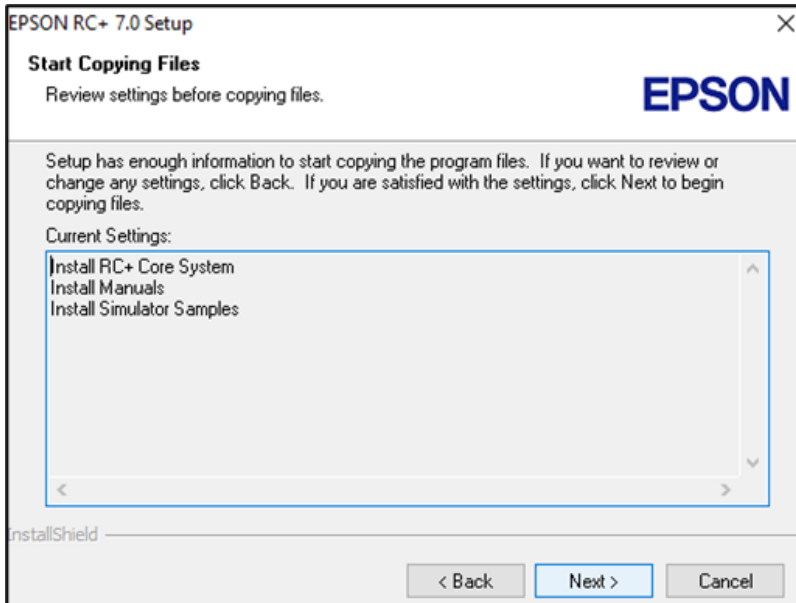 EPSON RC+ 7.0 Setup
Start Copying Files
Review settings before copying files.
EPSON
Setup has enough information to start copying the program files. If you want to review or
change any settings, click Back. If you are satisfied with the settings, click Next to begin
copying files.
Current Settings:
Install RC+ Core System
Install Manuals
Install Simulator Samples
InstallShield
< Back Next > Cancel